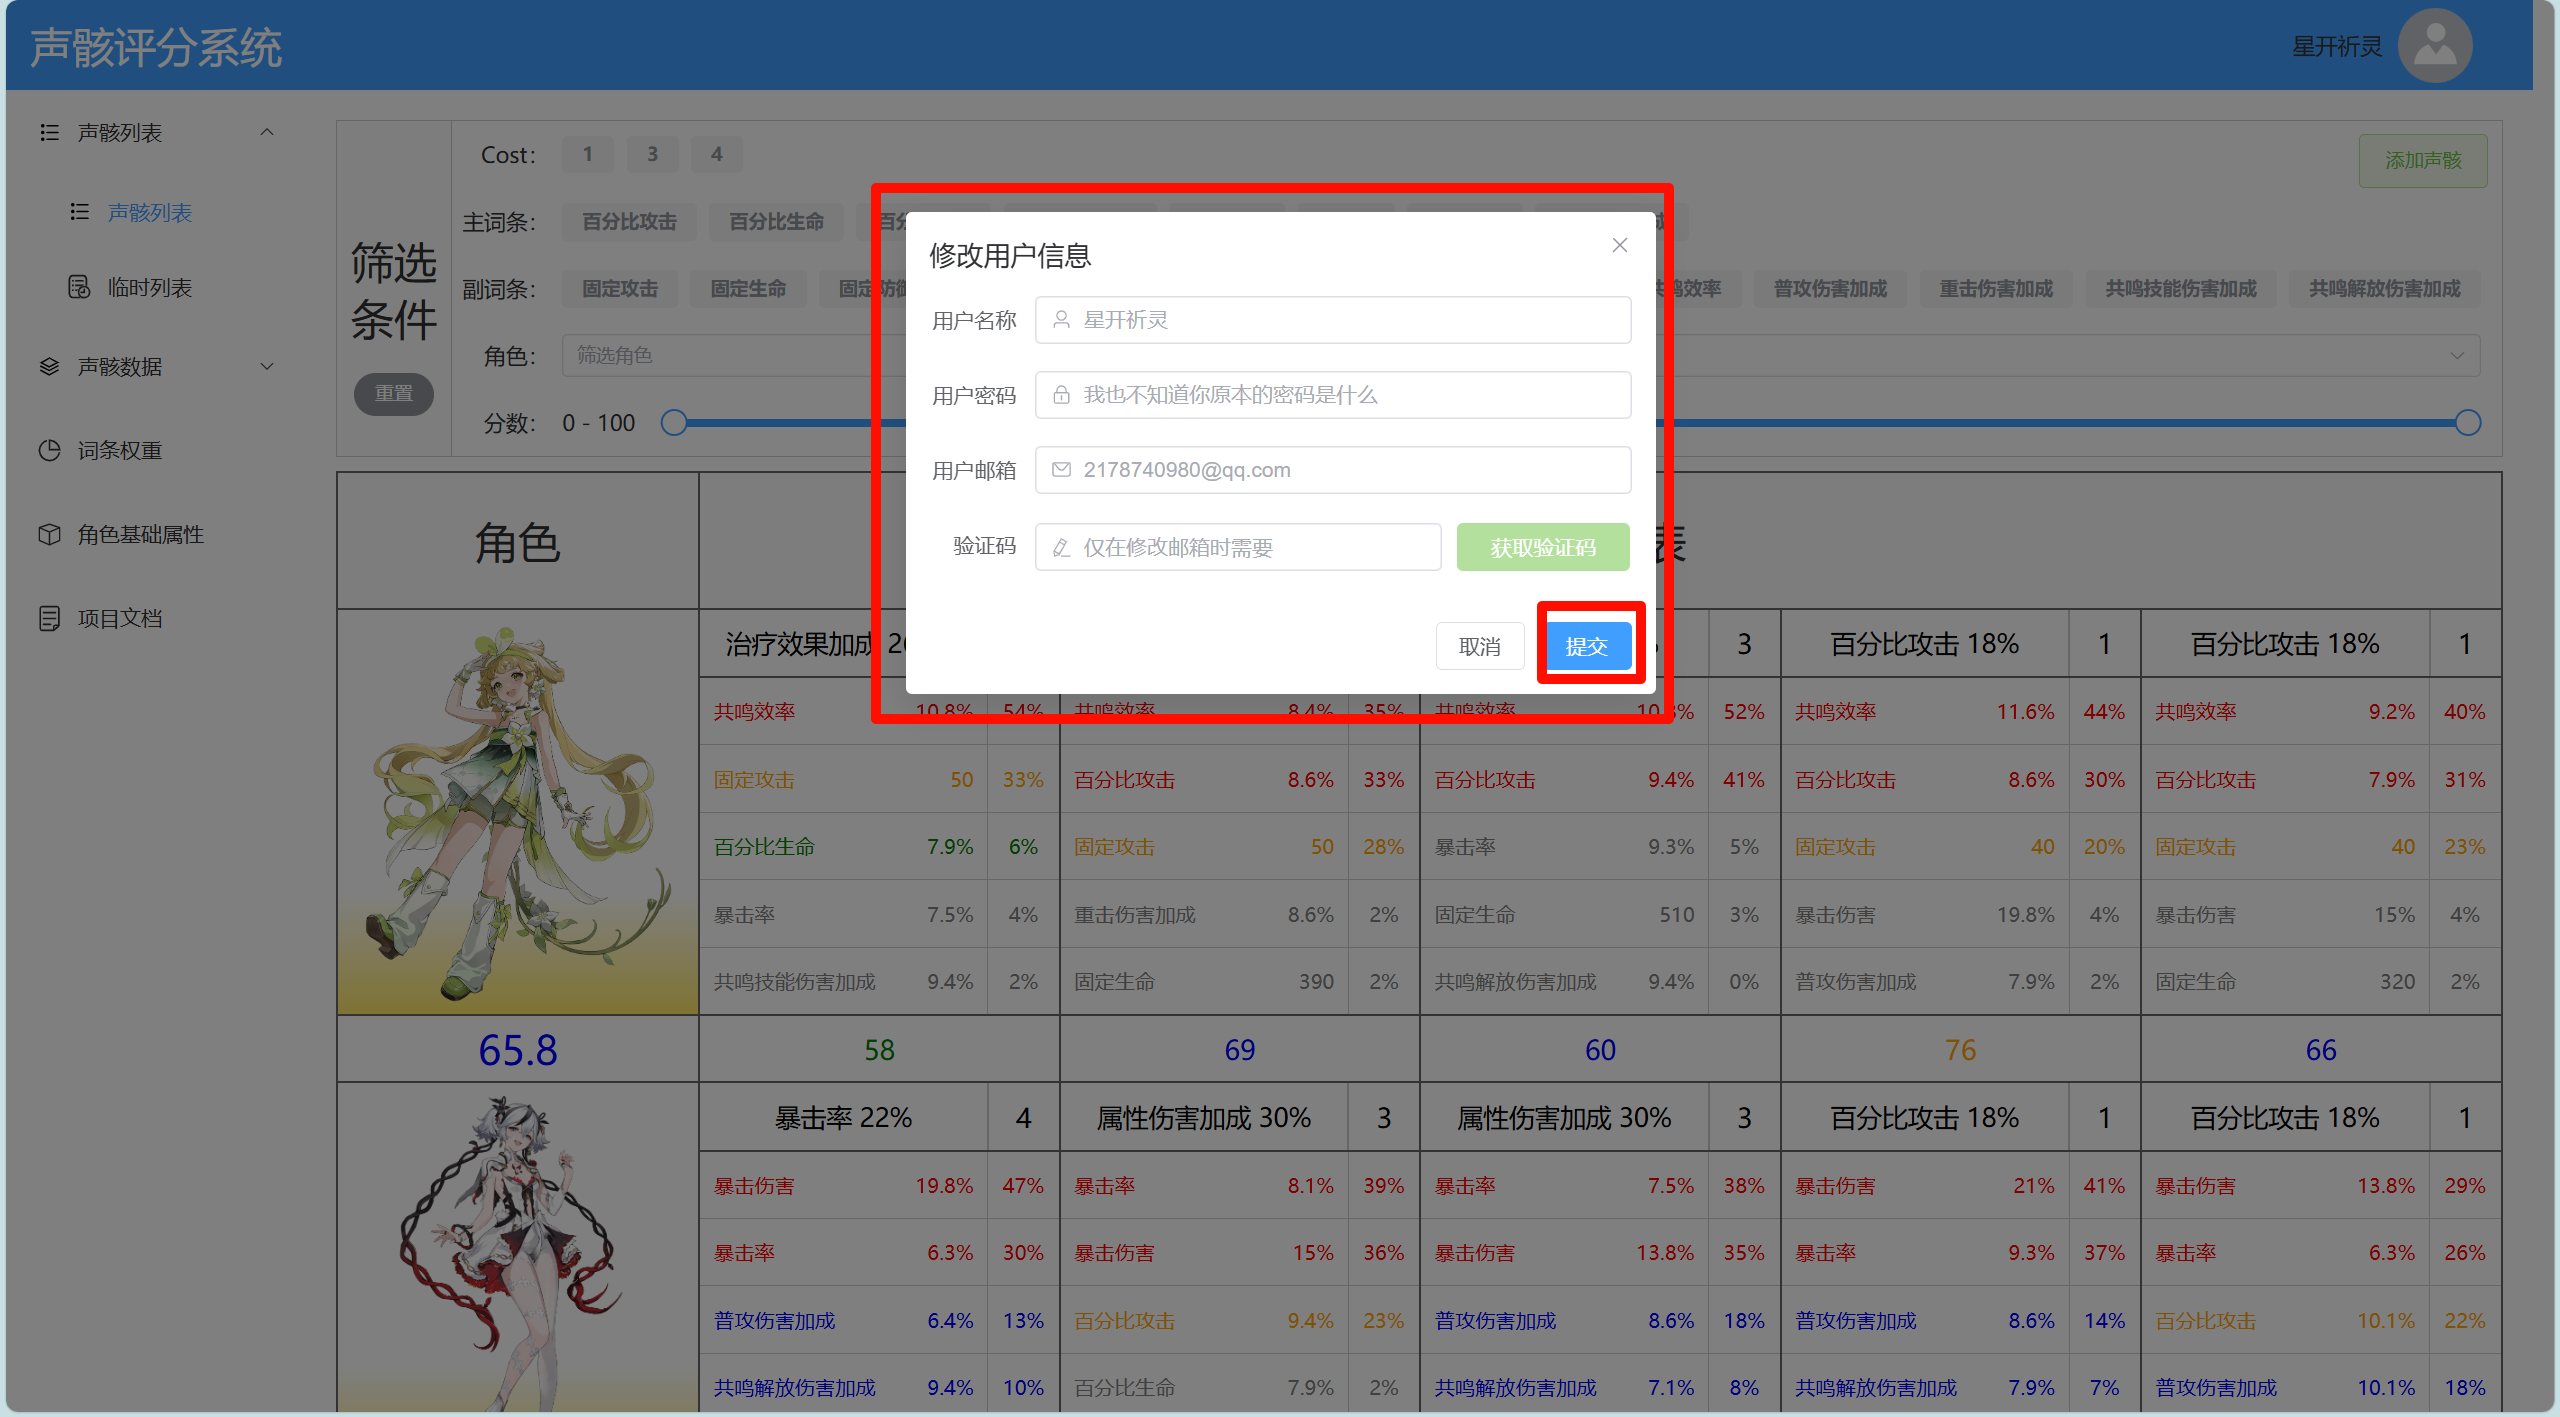 声骸评分系统
星开祈灵
声骸列表
声骸列表
临时列表
声骸数据
词条权重
角色基础属性
项目文档
筛选条件
重置
Cost: 1 3 4
添加声骸
主词条: 百分比攻击 百分比生命
副词条: 固定攻击 固定生命 固定防御 共鸣效率 普攻伤害加成 重击伤害加成 共鸣技能伤害加成 共鸣解放伤害加成
角色: 筛选角色
分数: 0 - 100
修改用户信息
用户名称 星开祈灵
用户密码 我也不知道你原本的密码是什么
用户邮箱 2178740980@qq.com
验证码 仅在修改邮箱时需要 获取验证码
取消 提交
角色 表
治疗效果加成 3 百分比攻击 18% 1 百分比攻击 18% 1
共鸣效率 10.8% 54% 共鸣效率 8.4% 35% 共鸣效率 52% 共鸣效率 11.6% 44% 共鸣效率 9.2% 40%
固定攻击 50 33% 百分比攻击 8.6% 33% 百分比攻击 9.4% 41% 百分比攻击 8.6% 30% 百分比攻击 7.9% 31%
百分比生命 7.9% 6% 固定攻击 50 28% 暴击率 9.3% 5% 固定攻击 40 20% 固定攻击 40 23%
暴击率 7.5% 4% 重击伤害加成 8.6% 2% 固定生命 510 3% 暴击伤害 19.8% 4% 暴击伤害 15% 4%
共鸣技能伤害加成 9.4% 2% 固定生命 390 2% 共鸣解放伤害加成 9.4% 0% 普攻伤害加成 7.9% 2% 固定生命 320 2%
65.8 58 69 60 76 66
暴击率 22% 4 属性伤害加成 30% 3 属性伤害加成 30% 3 百分比攻击 18% 1 百分比攻击 18% 1
暴击伤害 19.8% 47% 暴击率 8.1% 39% 暴击率 7.5% 38% 暴击伤害 21% 41% 暴击伤害 13.8% 29%
暴击率 6.3% 30% 暴击伤害 15% 36% 暴击伤害 13.8% 35% 暴击率 9.3% 37% 暴击率 6.3% 26%
普攻伤害加成 6.4% 13% 百分比攻击 9.4% 23% 普攻伤害加成 8.6% 18% 普攻伤害加成 8.6% 14% 百分比攻击 10.1% 22%
共鸣解放伤害加成 9.4% 10% 百分比生命 7.9% 2% 共鸣解放伤害加成 7.1% 8% 共鸣解放伤害加成 7.9% 7% 普攻伤害加成 10.1% 18%